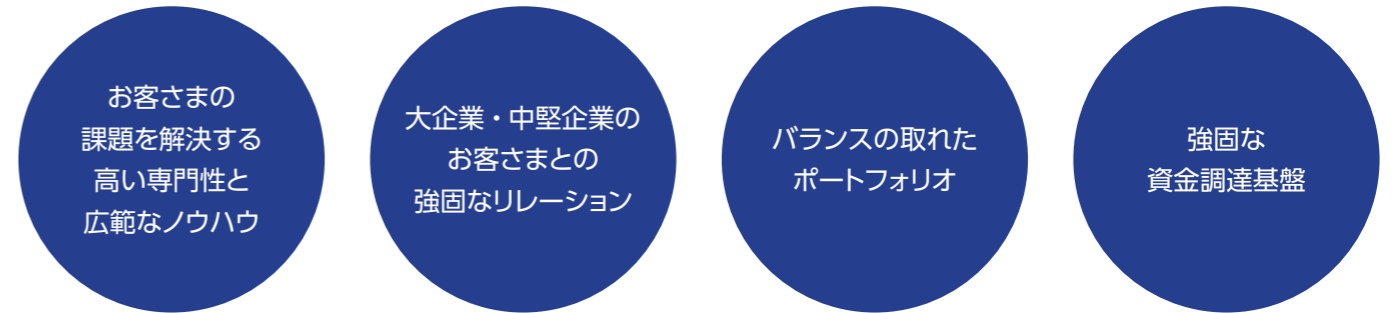 お客さまの
課題を解決する
高い専門性と
広範なノウハウ
大企業・中堅企業の
お客さまとの
強固なリレーション
バランスの取れた
ポートフォリオ
強固な
資金調達基盤